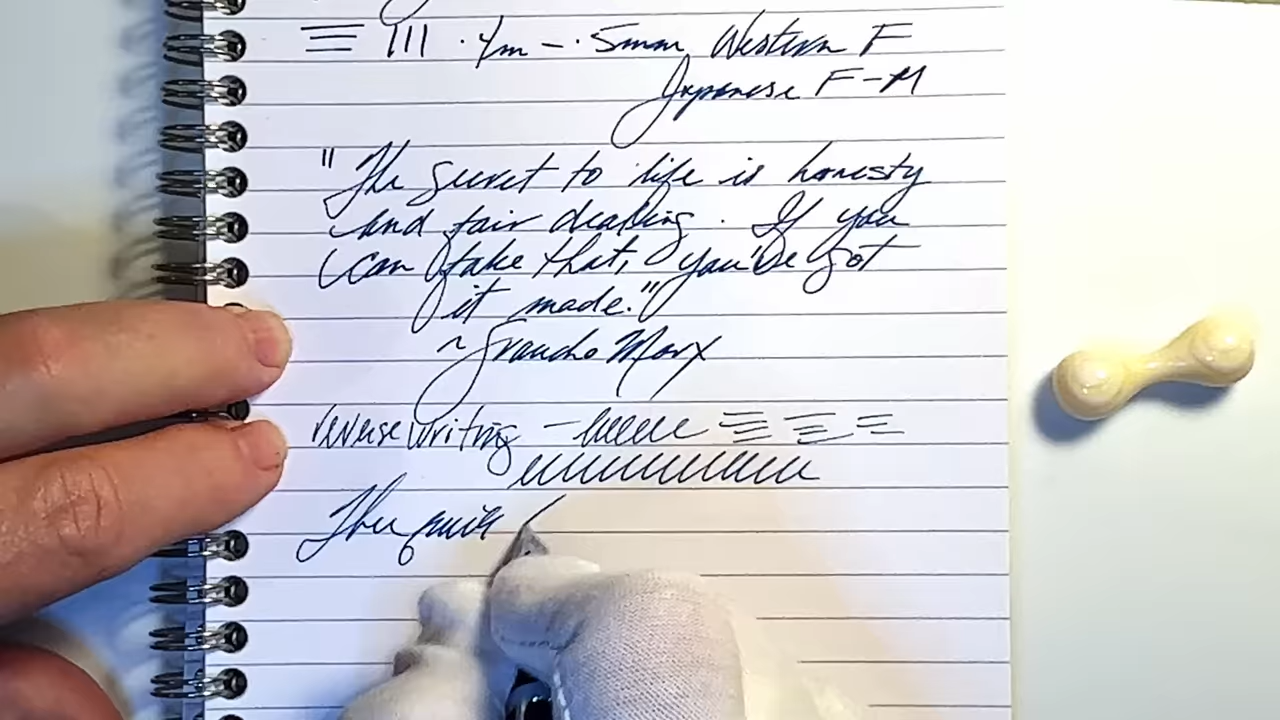 .4m - .5mm Western F
Japanese F-M
"The secret to life is honesty
and fair dealing. If you
can fake that, you've got
it made."
~ Groucho Marx
reverse writing -
The quick